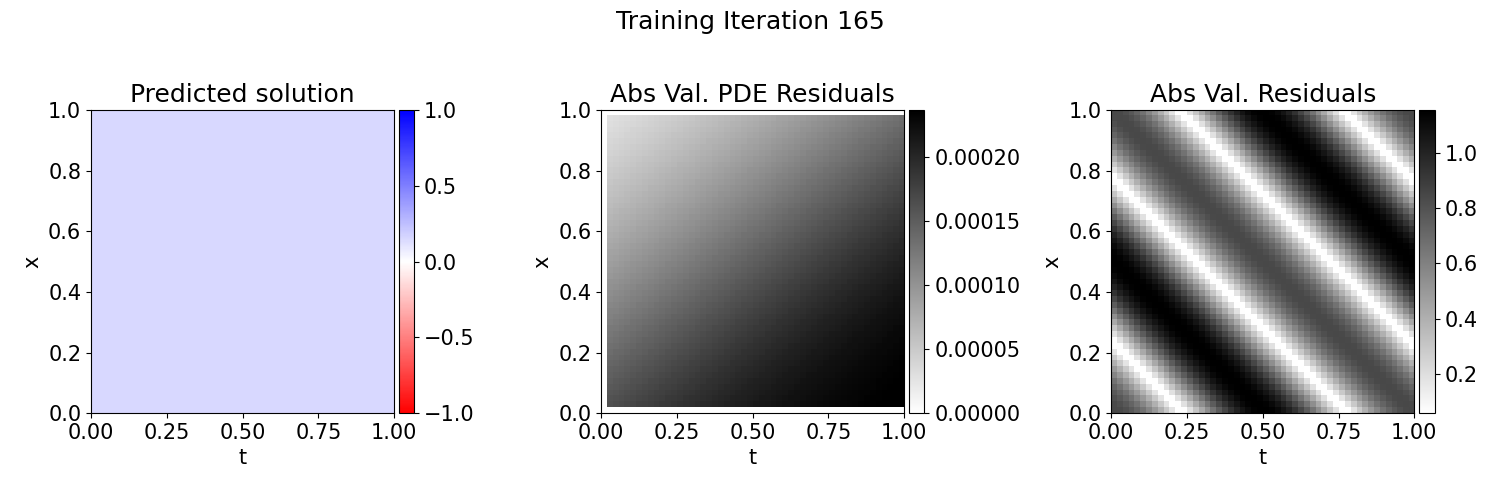 Training Iteration 165
Predicted solution
1.0
0.8
0.6
0.4
0.2
0.0
x
0.00 0.25 0.50 0.75 1.00
t
1.0
0.5
0.0
−0.5
−1.0
Abs Val. PDE Residuals
1.0
0.8
0.6
0.4
0.2
0.0
x
0.00 0.25 0.50 0.75 1.00
t
0.00020
0.00015
0.00010
0.00005
0.00000
Abs Val. Residuals
1.0
0.8
0.6
0.4
0.2
0.0
x
0.00 0.25 0.50 0.75 1.00
t
1.0
0.8
0.6
0.4
0.2